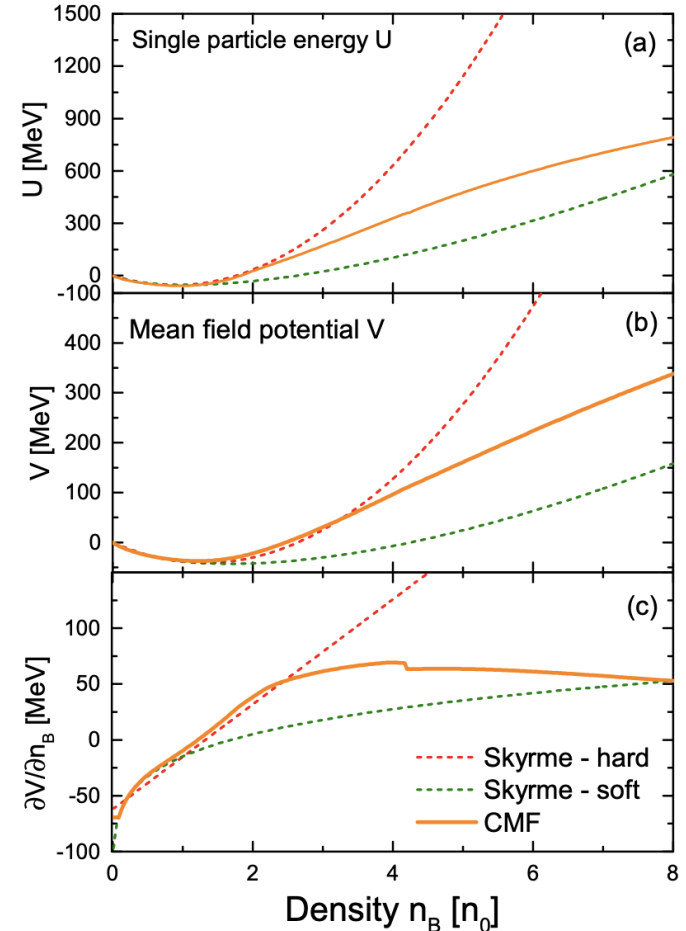 1500
Single particle energy U
(a)
1200
900
U [MeV]
600
300
0
-100
Mean field potential V
(b)
400
300
V [MeV]
200
100
0
(c)
100
50
∂V/∂n_B [MeV]
0
Skyrme - hard
-50
Skyrme - soft
CMF
-100
0
2
4
6
8
Density n_B [n_0]